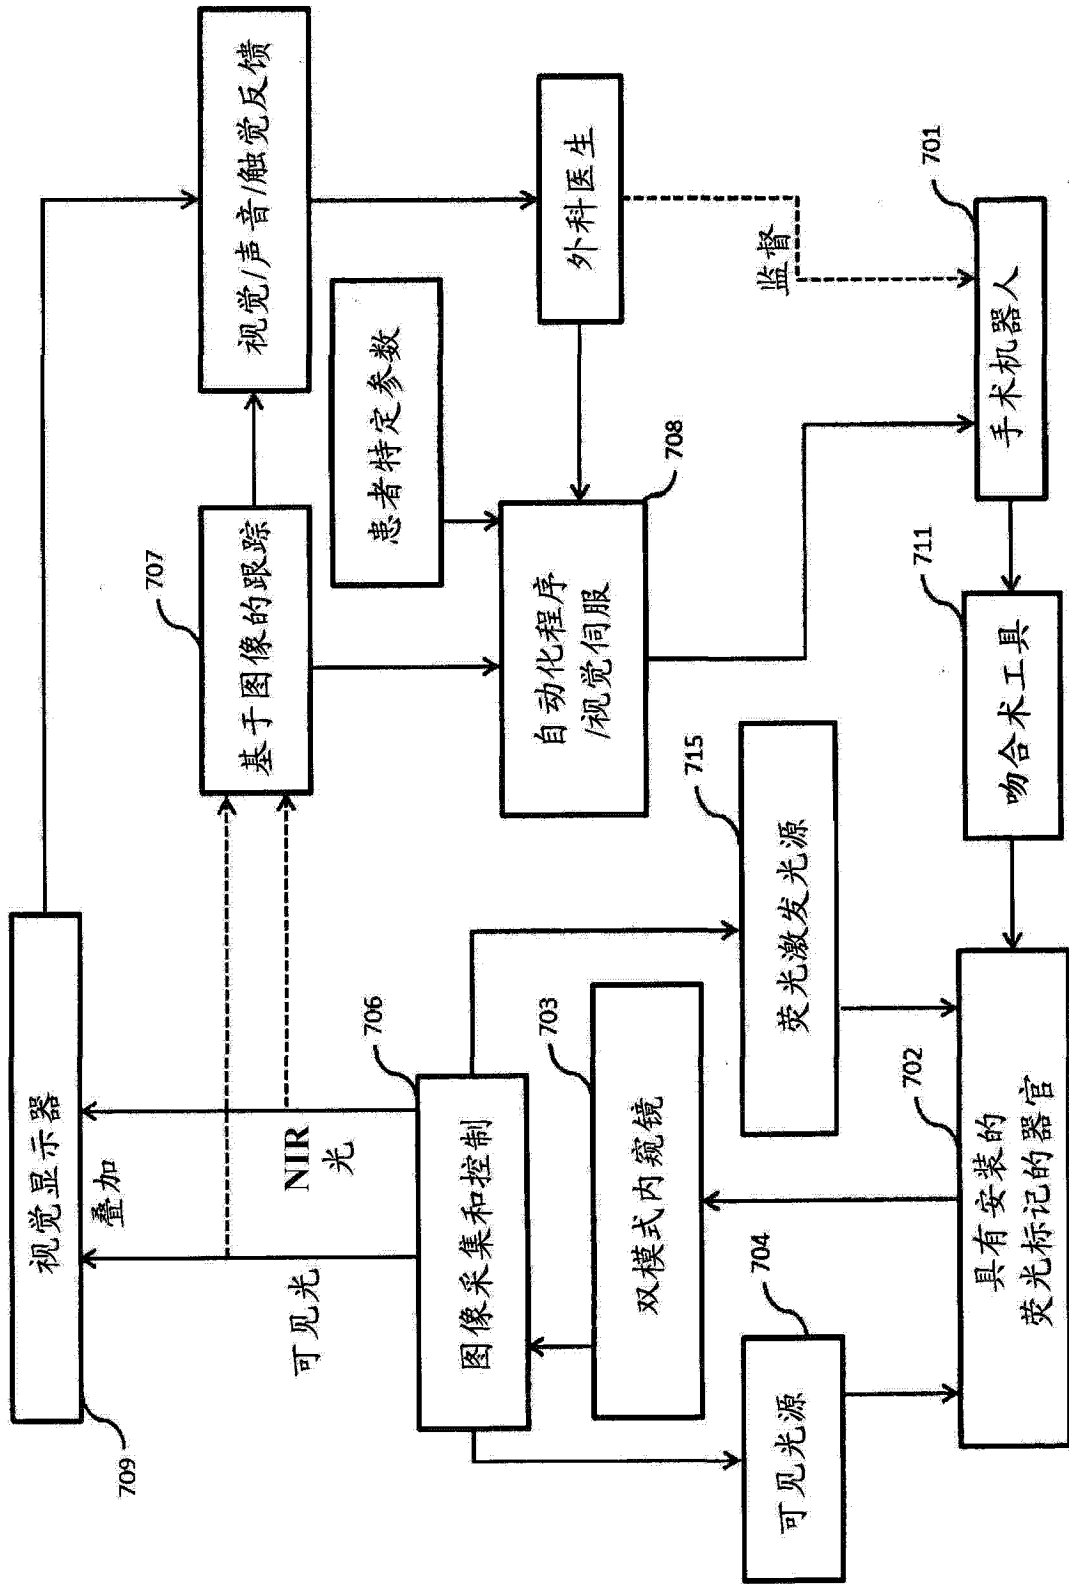 709
视觉显示器
叠加
可见光
NIR
光
706
图像采集和控制
707
基于图像的跟踪
视觉/声音/触觉反馈
患者特定参数
外科医生
监督
703
双模式内窥镜
708
自动化程序
/视觉伺服
704
可见光源
715
荧光激发光源
702
具有安装的
荧光标记的器官
711
吻合术工具
701
手术机器人